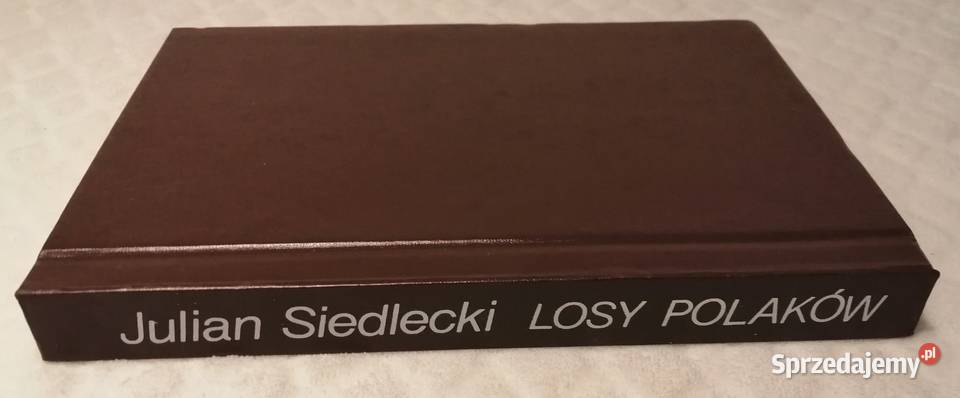 Julian Siedlecki LOSY POLAKÓW
Sprzedajemy.pl